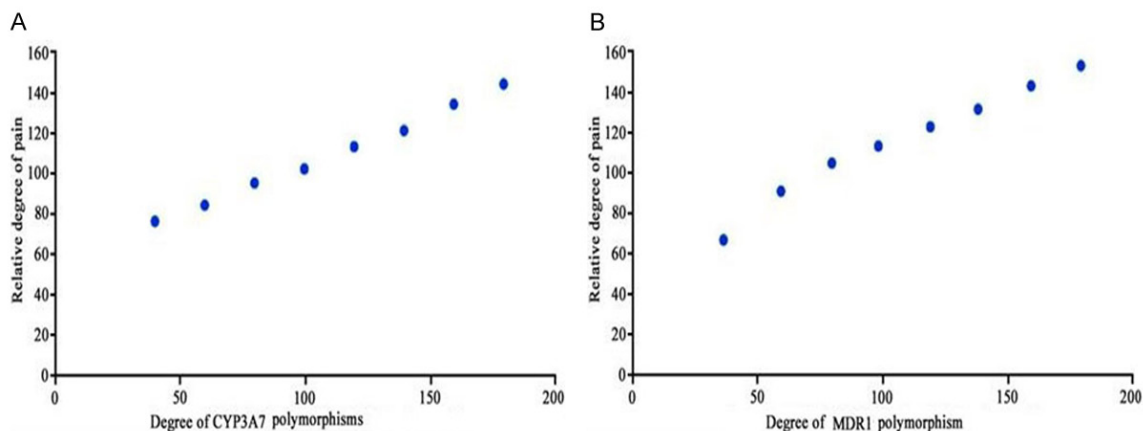 A
B
Relative degree of pain
160
140
120
100
80
60
40
20
0
0 50 100 150 200
Degree of CYP3A7 polymorphisms
Relative degree of pain
160
140
120
100
80
60
40
20
0
0 50 100 150 200
Degree of MDR1 polymorphism